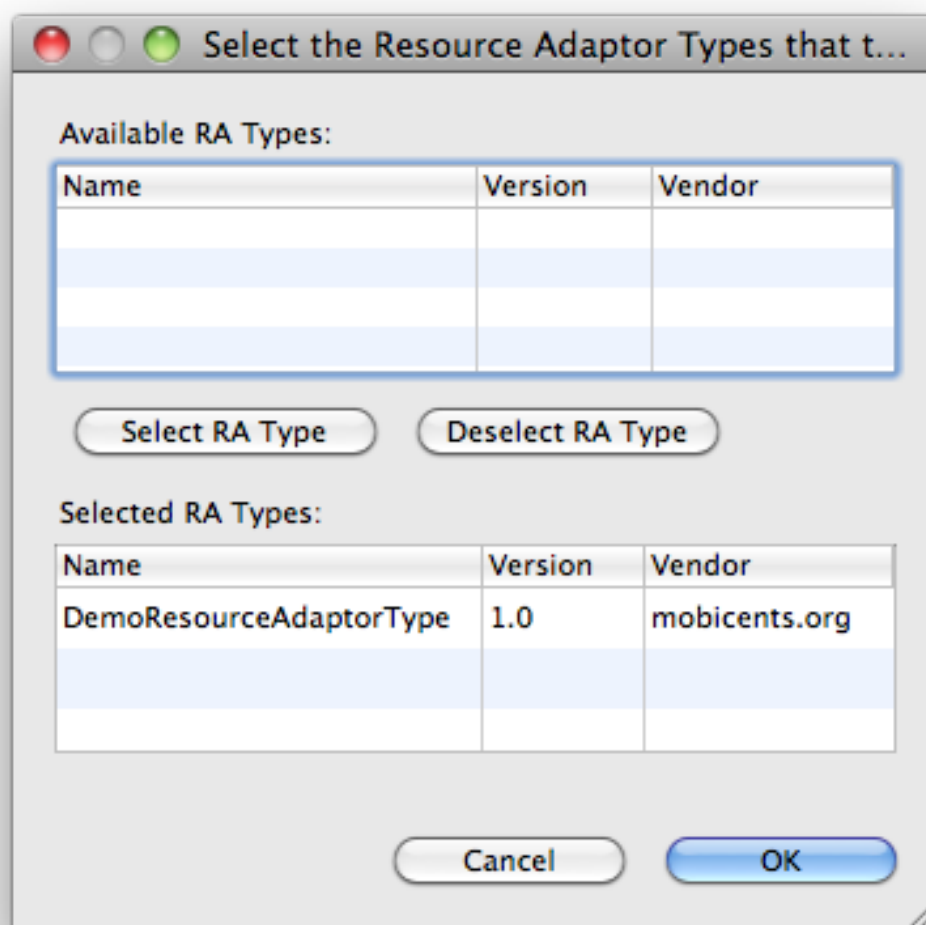 Select the Resource Adaptor Types that t...
Available RA Types:
Name Version Vendor
Select RA Type Deselect RA Type
Selected RA Types:
Name Version Vendor
DemoResourceAdaptorType 1.0 mobicents.org
Cancel OK